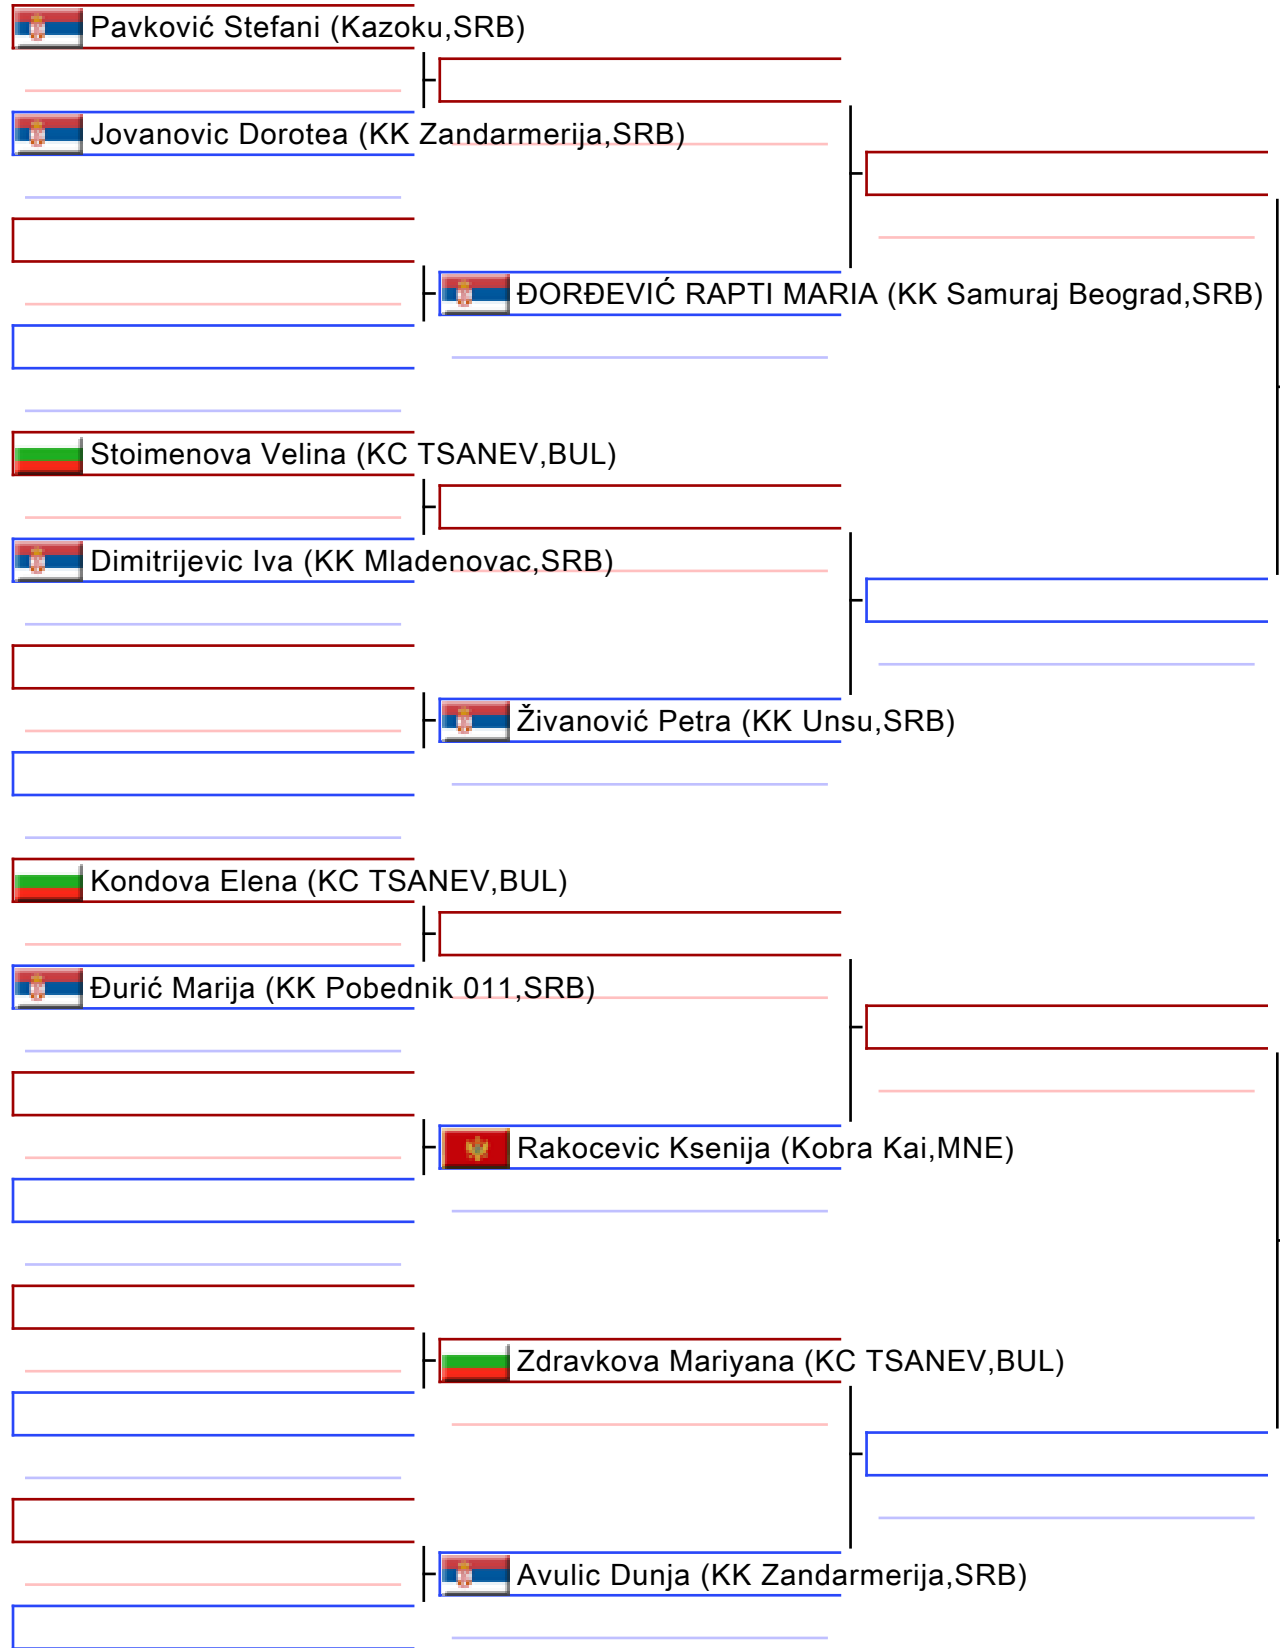 Pavković Stefani (Kazoku,SRB)
Jovanovic Dorotea (KK Zandarmerija,SRB)
ĐORĐEVIĆ RAPTI MARIA (KK Samuraj Beograd,SRB)
Stoimenova Velina (KC TSANEV,BUL)
Dimitrijevic Iva (KK Mladenovac,SRB)
Živanović Petra (KK Unsu,SRB)
Kondova Elena (KC TSANEV,BUL)
Đurić Marija (KK Pobednik 011,SRB)
Rakocevic Ksenija (Kobra Kai,MNE)
Zdravkova Mariyana (KC TSANEV,BUL)
Avulic Dunja (KK Zandarmerija,SRB)